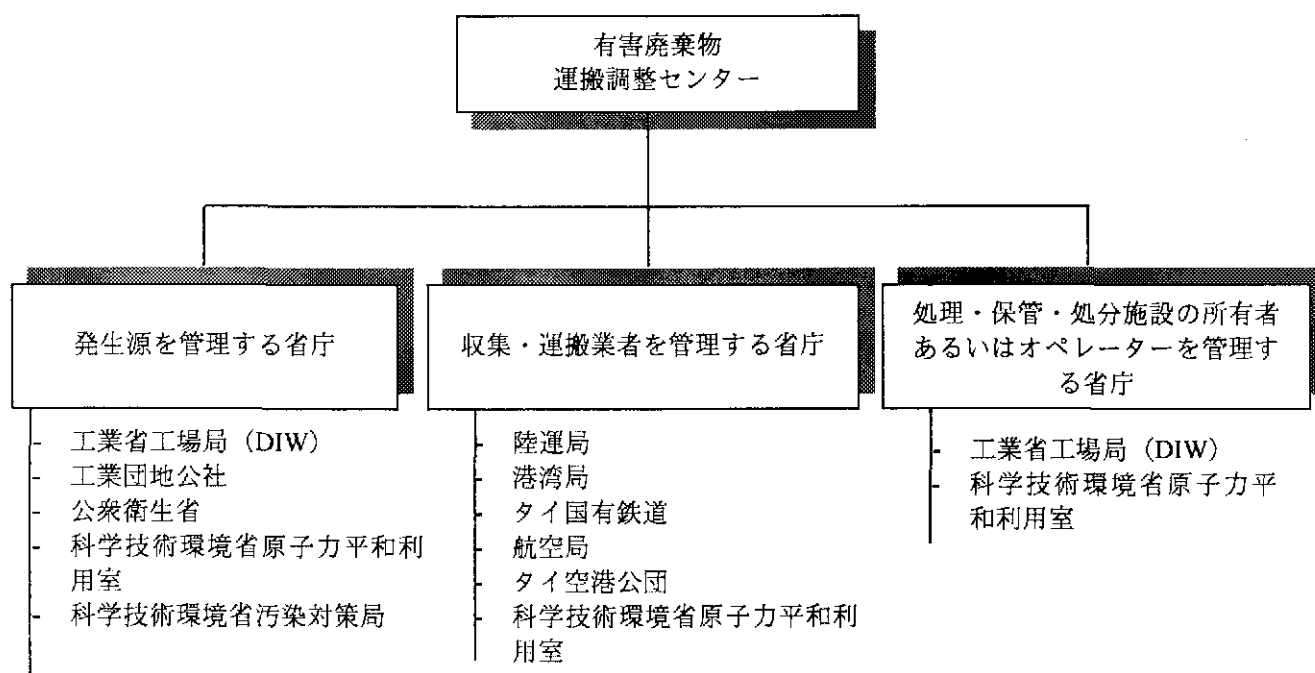 有害廃棄物
運搬調整センター
発生源を管理する省庁
- 工業省工場局（DIW）
- 工業団地公社
- 公衆衛生省
- 科学技術環境省原子力平和利
用室
- 科学技術環境省汚染対策局
収集・運搬業者を管理する省庁
- 陸運局
- 港湾局
- タイ国有鉄道
- 航空局
- タイ空港公団
- 科学技術環境省原子力平和利
用室
処理・保管・処分施設の所有者
あるいはオペレーターを管理す
る省庁
- 工業省工場局（DIW）
- 科学技術環境省原子力平
和利用室